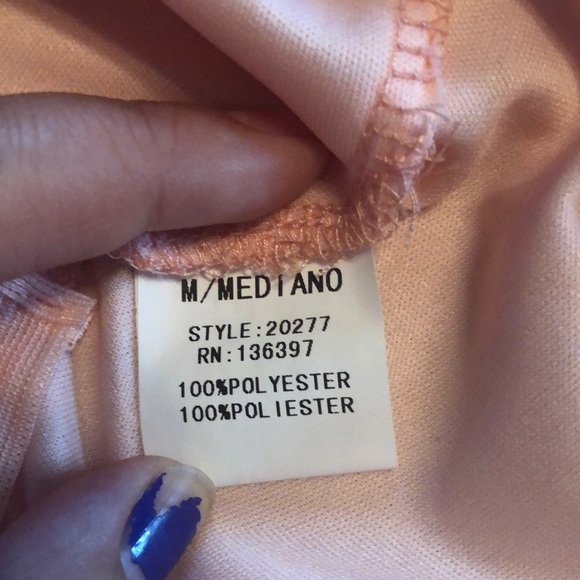 M/MEDIANO
STYLE:20277
RN:136397
100%POLYESTER
100%POLIESTER